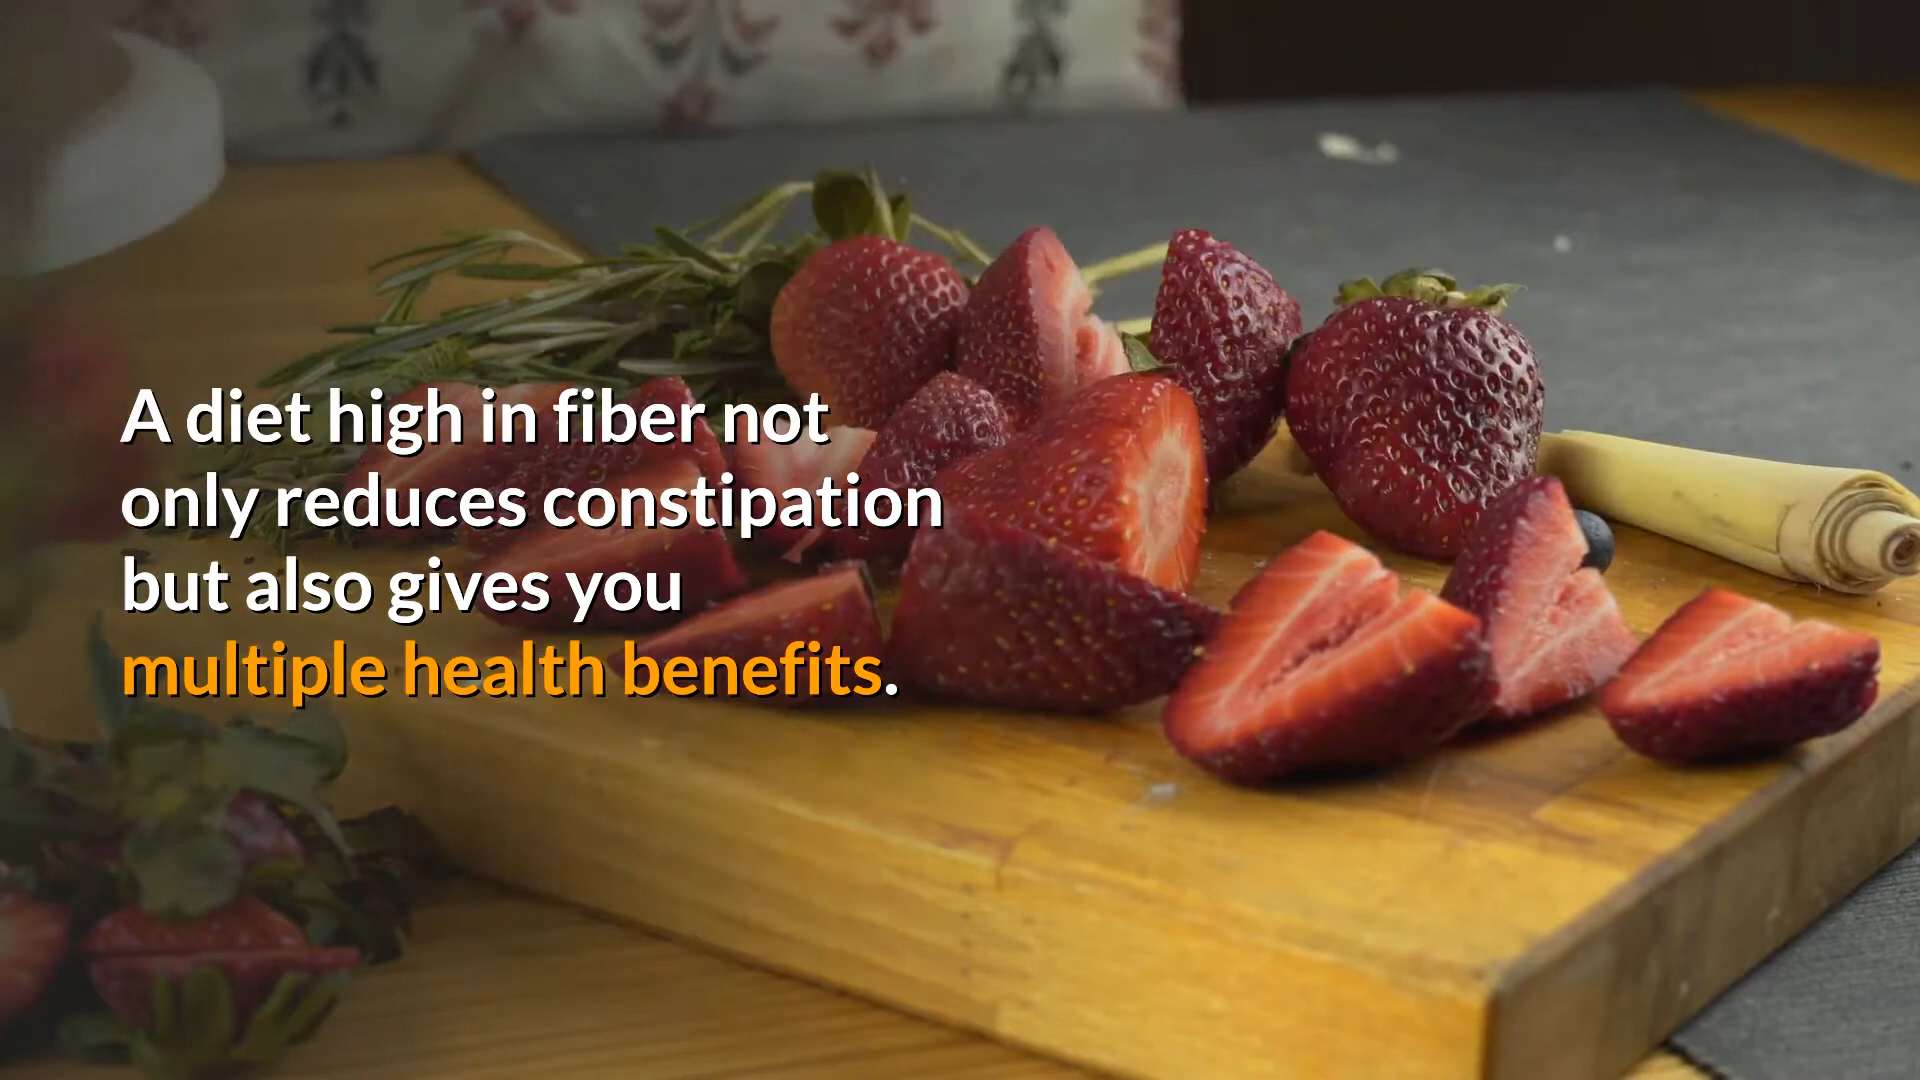 A diet high in fiber not
only reduces constipation
but also gives you
multiple health benefits.